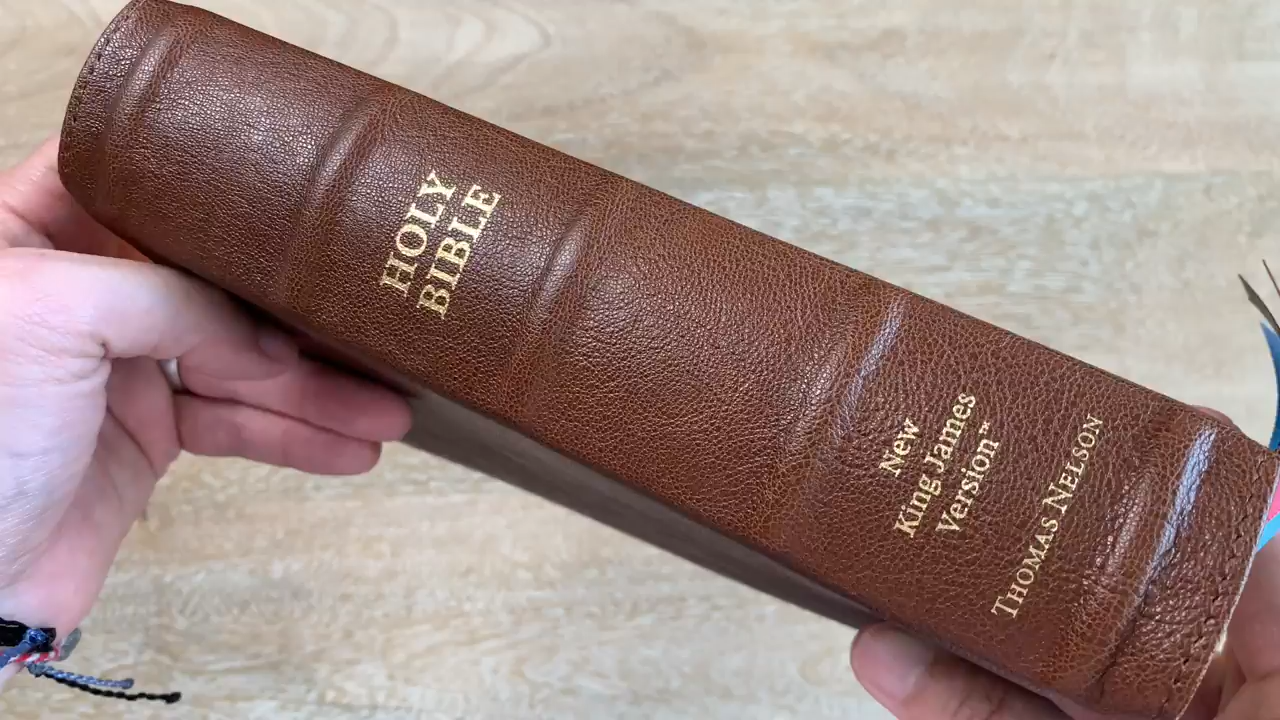 HOLY
BIBLE
New
King James
Version™
THOMAS NELSON